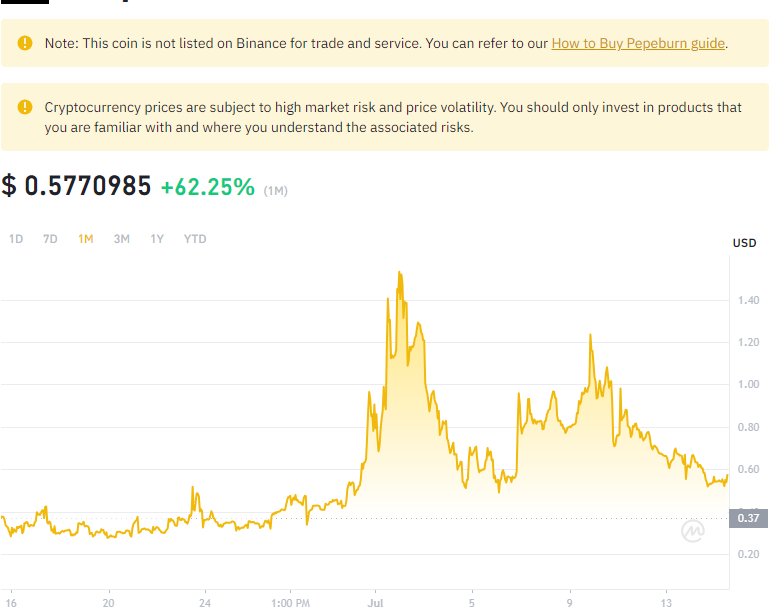 Note: This coin is not listed on Binance for trade and service. You can refer to our How to Buy Pepeburn guide.
Cryptocurrency prices are subject to high market risk and price volatility. You should only invest in products that
you are familiar with and where you understand the associated risks.
$ 0.5770985 +62.25% (1M)
1D 7D 1M 3M 1Y YTD
USD
1.40
1.20
1.00
0.80
0.60
0.37
0.20
16 20 24 1:00 PM Jul 5 9 13